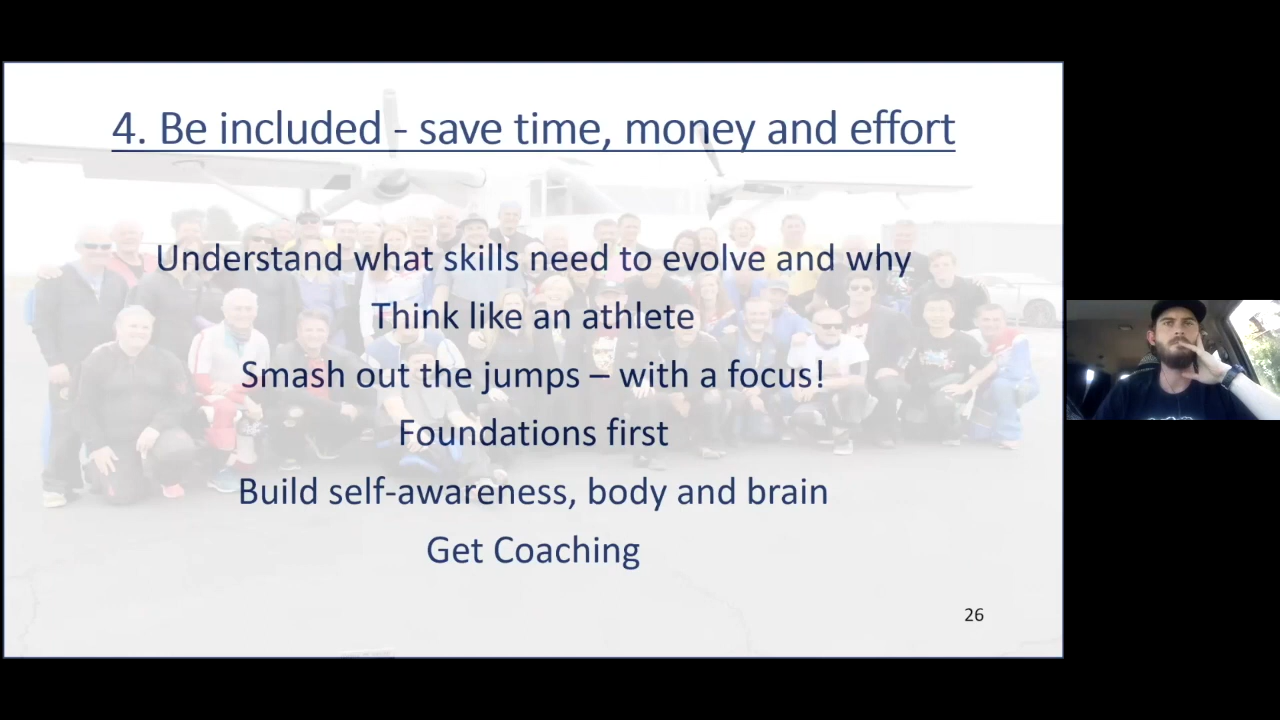 4. Be included - save time, money and effort
Understand what skills need to evolve and why
Think like an athlete
Smash out the jumps – with a focus!
Foundations first
Build self-awareness, body and brain
Get Coaching
26